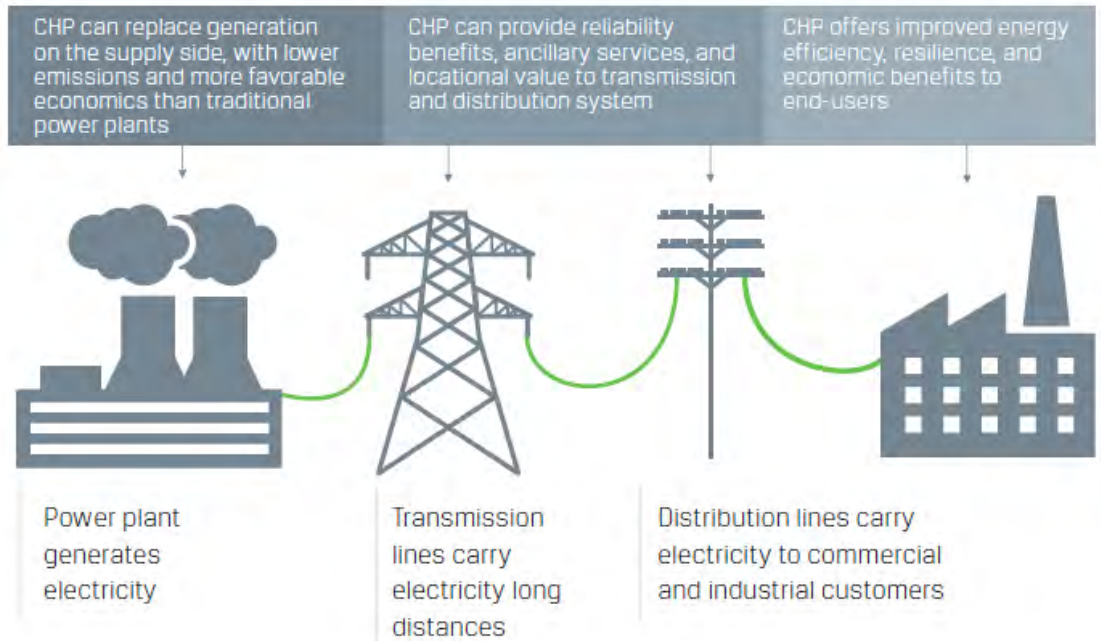 CHP can replace generation
on the supply side, with lower
emissions and more favorable
economics than traditional
power plants
CHP can provide reliability
benefits, ancillary services, and
locational value to transmission
and distribution system
CHP offers improved energy
efficiency, resilience, and
economic benefits to
end-users
Power plant
generates
electricity
Transmission
lines carry
electricity long
distances
Distribution lines carry
electricity to commercial
and industrial customers